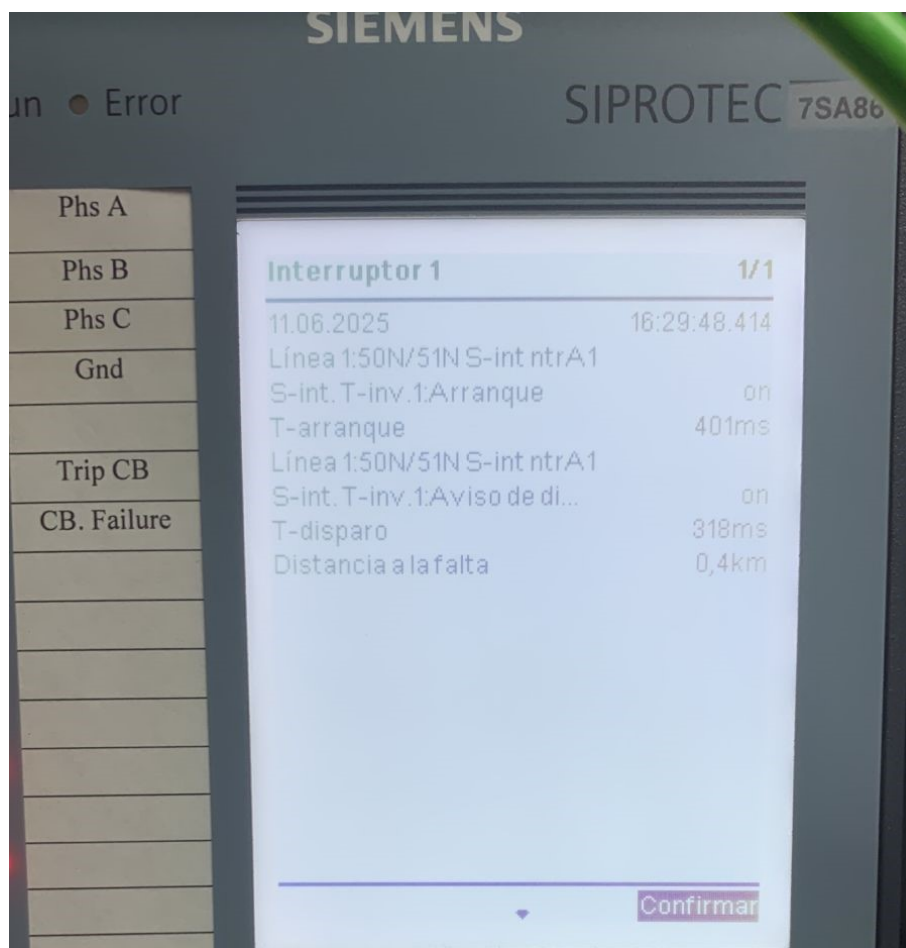 SIEMENS
un Error
SIPROTEC 7SA86
Phs A
Phs B
Phs C
Gnd
Trip CB
CB. Failure
Interruptor 1 1/1
11.06.2025 16:29:48.414
Línea 1:50N/51N S-int ntrA1
S-int. T-inv.1:Arranque on
T-arranque 401ms
Línea 1:50N/51N S-int ntrA1
S-int. T-inv.1:Aviso de di... on
T-disparo 318ms
Distancia a la falta 0,4km
Confirmar